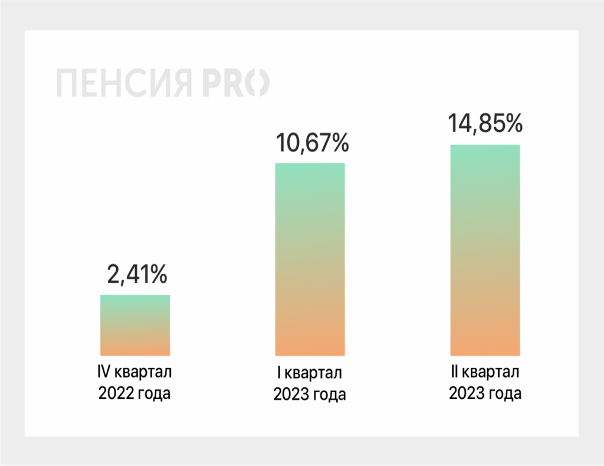 ПЕНСИЯ PRO
14,85%
10,67%
2,41%
IV квартал
2022 года
I квартал
2023 года
II квартал
2023 года